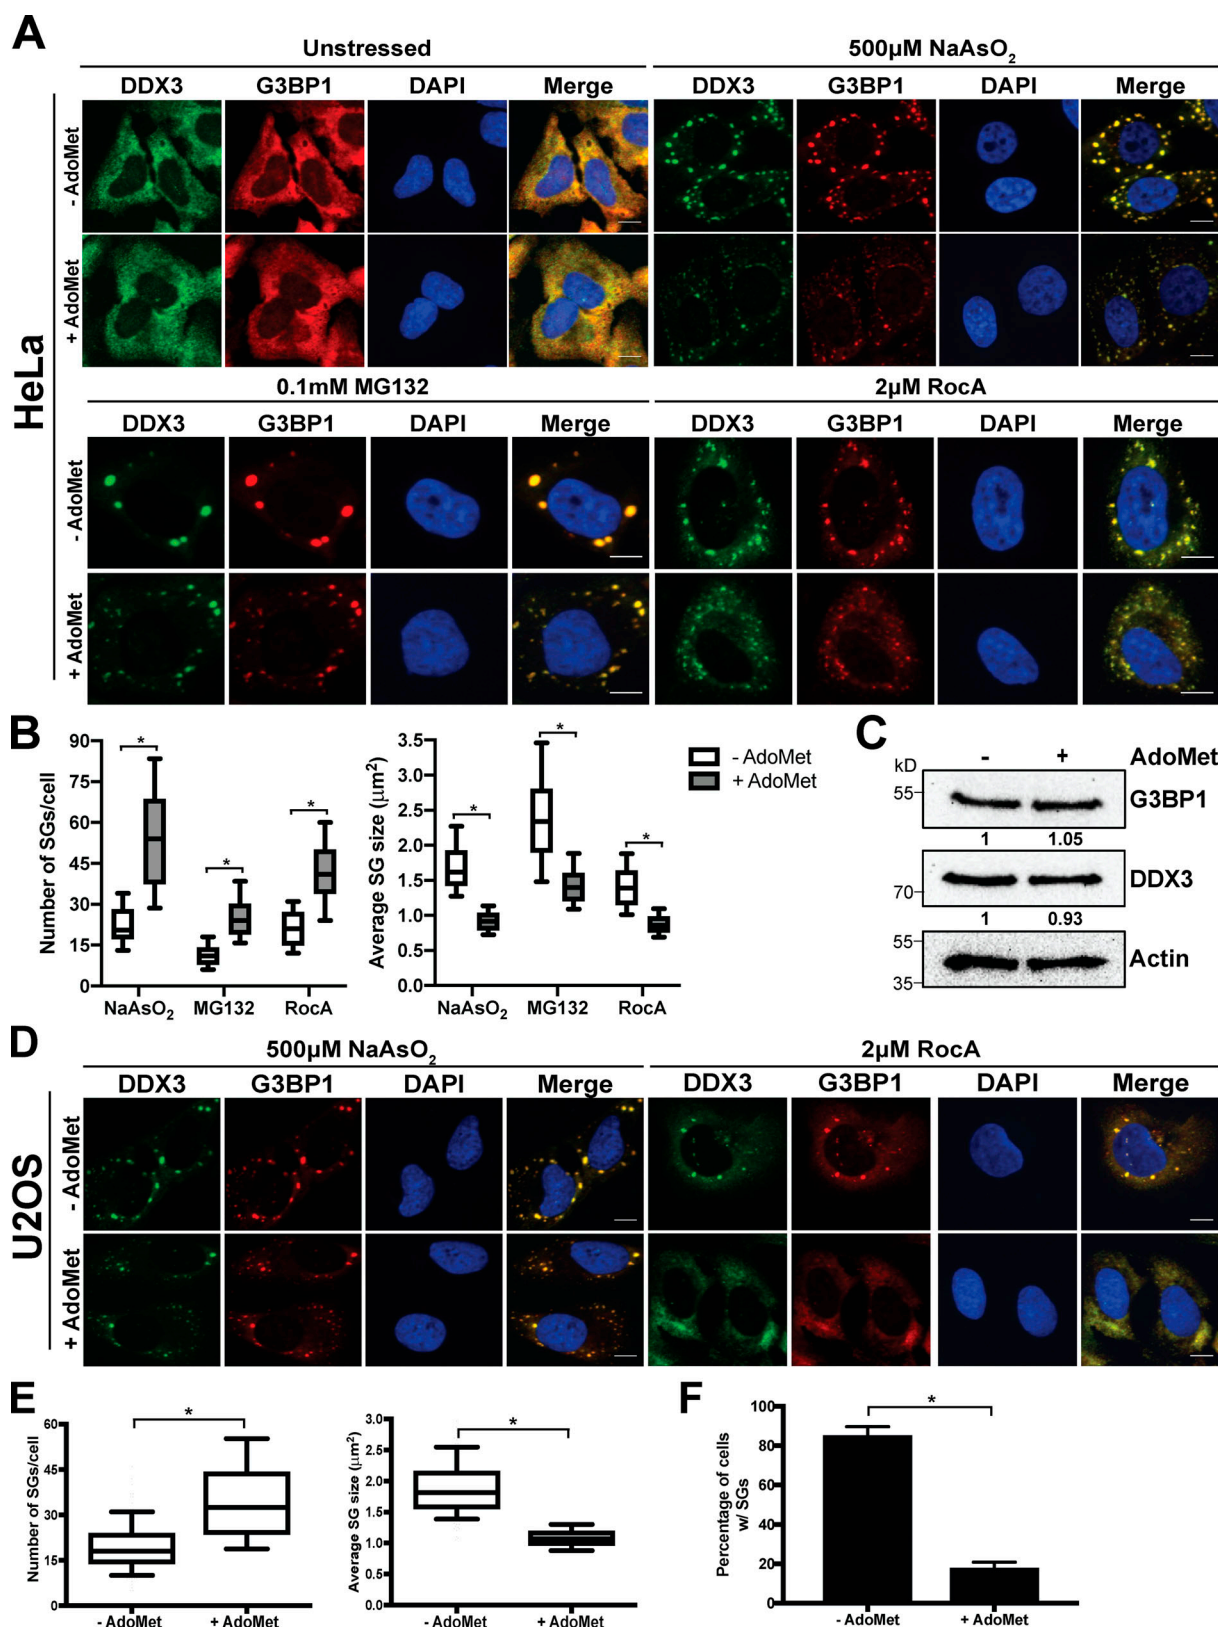 A
Unstressed
500µM NaAsO2
DDX3 G3BP1 DAPI Merge DDX3 G3BP1 DAPI Merge
- AdoMet
+ AdoMet
HeLa
0.1mM MG132
2µM RocA
DDX3 G3BP1 DAPI Merge DDX3 G3BP1 DAPI Merge
- AdoMet
+ AdoMet
B
Number of SGs/cell
90
75
60
45
30
15
0
* * *
NaAsO2 MG132 RocA
Average SG size (µm2)
3.5
3.0
2.5
2.0
1.5
1.0
0.5
0.0
* * *
NaAsO2 MG132 RocA
- AdoMet
+ AdoMet
C
kD - + AdoMet
55 G3BP1
1 1.05
70 DDX3
1 0.93
55
35 Actin
D
500µM NaAsO2
2µM RocA
DDX3 G3BP1 DAPI Merge DDX3 G3BP1 DAPI Merge
U2OS
- AdoMet
+ AdoMet
E
Number of SGs/cell
60
45
30
15
0
*
- AdoMet + AdoMet
Average SG size (µm2)
3.0
2.5
2.0
1.5
1.0
0.5
0.0
*
- AdoMet + AdoMet
F
Percentage of cells
w/ SGs
100
80
60
40
20
0
*
- AdoMet + AdoMet